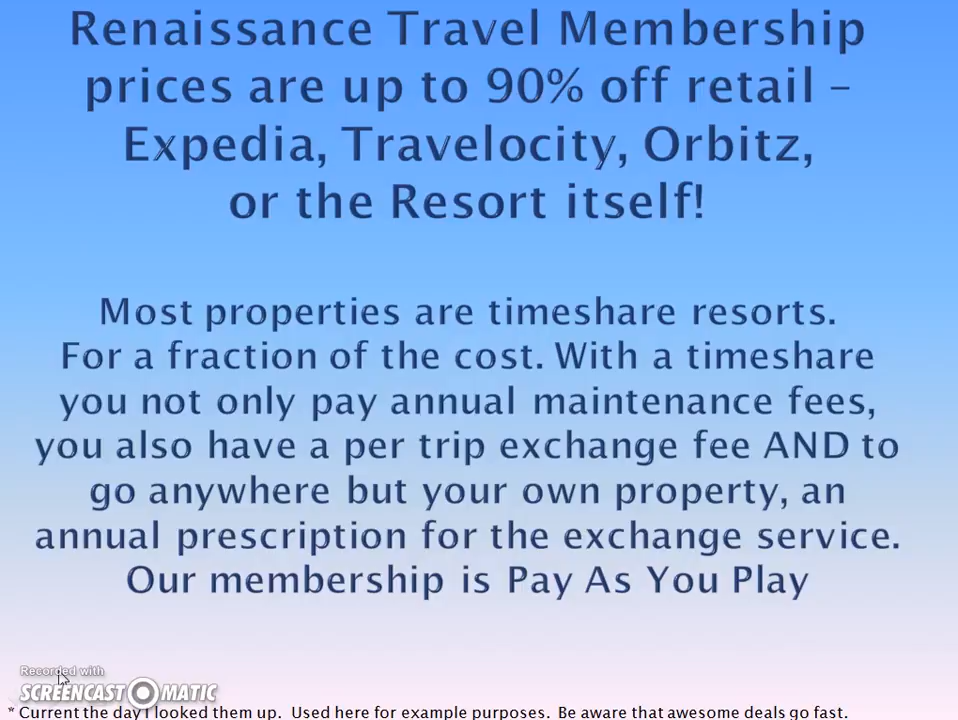 Renaissance Travel Membership
prices are up to 90% off retail –
Expedia, Travelocity, Orbitz,
or the Resort itself!
Most properties are timeshare resorts.
For a fraction of the cost. With a timeshare
you not only pay annual maintenance fees,
you also have a per trip exchange fee AND to
go anywhere but your own property, an
annual prescription for the exchange service.
Our membership is Pay As You Play
Recorded with
SCREENCAST MATIC
* Current the day I looked them up. Used here for example purposes. Be aware that awesome deals go fast.